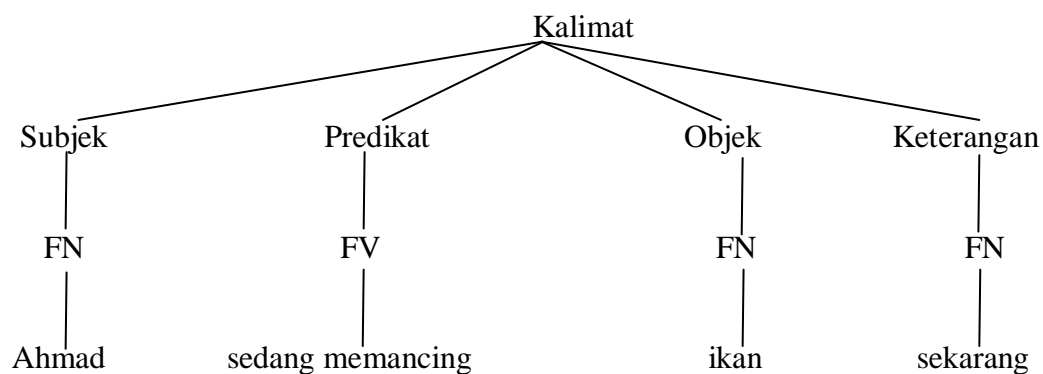 Kalimat
Subjek Predikat Objek Keterangan
FN FV FN FN
Ahmad sedang memancing ikan sekarang